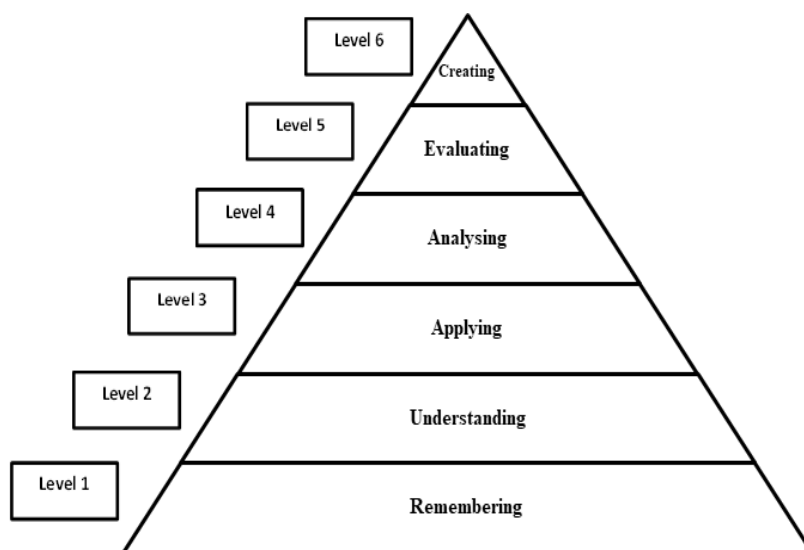 Level 6
Creating
Level 5
Evaluating
Level 4
Analysing
Level 3
Applying
Level 2
Understanding
Level 1
Remembering